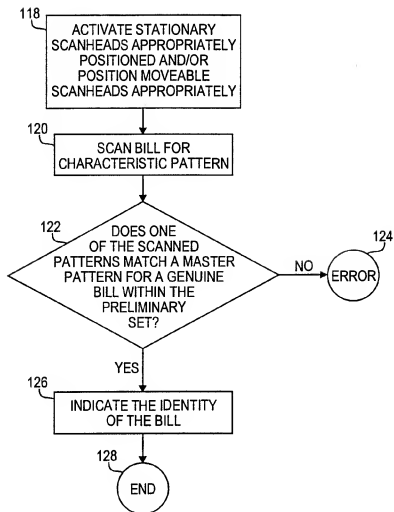 118
ACTIVATE STATIONARY
SCANHEADS APPROPRIATELY
POSITIONED AND/OR
POSITION MOVEABLE
SCANHEADS APPROPRIATELY
120
SCAN BILL FOR
CHARACTERISTIC PATTERN
122
DOES ONE
OF THE SCANNED
PATTERNS MATCH A MASTER
PATTERN FOR A GENUINE
BILL WITHIN THE
PRELIMINARY
SET?
NO
124
ERROR
YES
126
INDICATE THE IDENTITY
OF THE BILL
128
END